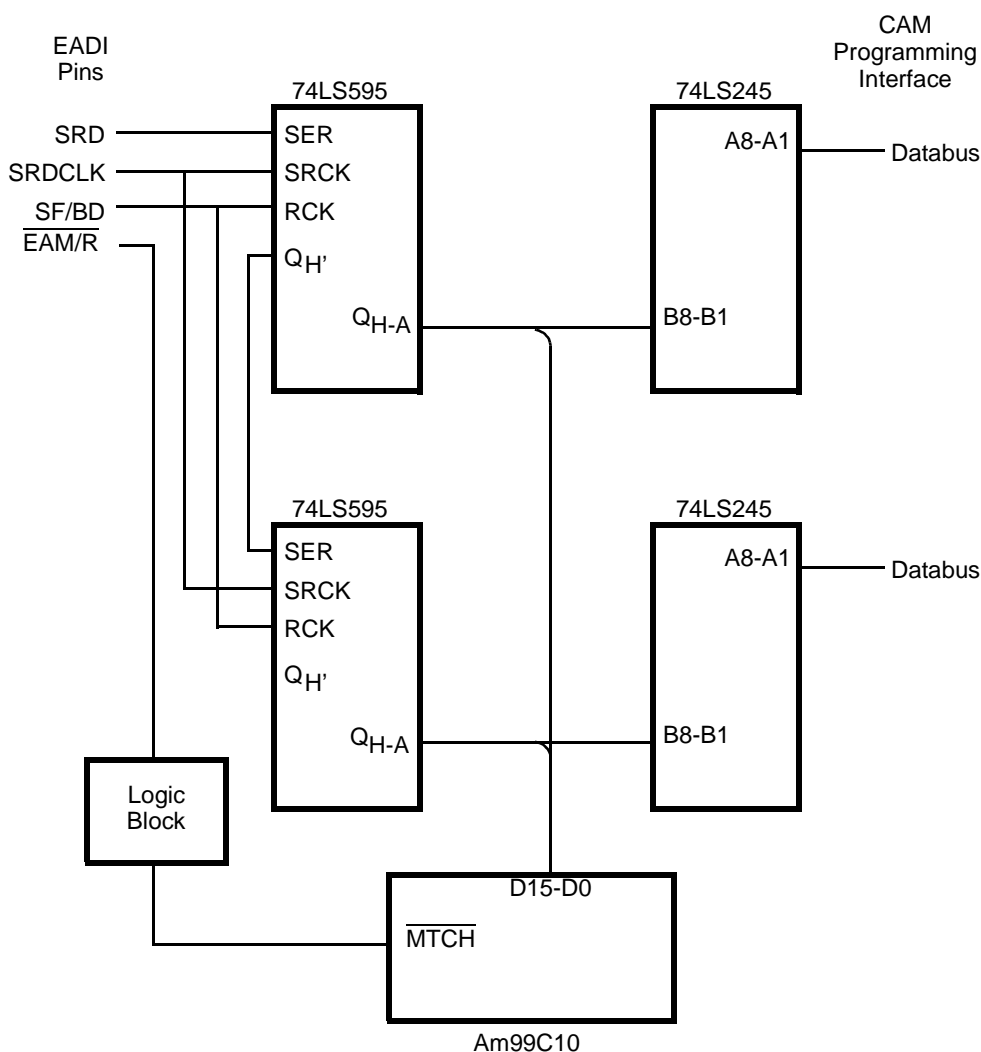 EADI
Pins
CAM
Programming
Interface
74LS595
74LS245
SRD
SER
A8-A1
Databus
SRDCLK
SRCK
SF/BD
RCK
EAM/R
QH'
QH-A
B8-B1
74LS595
74LS245
SER
A8-A1
Databus
SRCK
RCK
QH'
QH-A
B8-B1
Logic
Block
D15-D0
MTCH
Am99C10